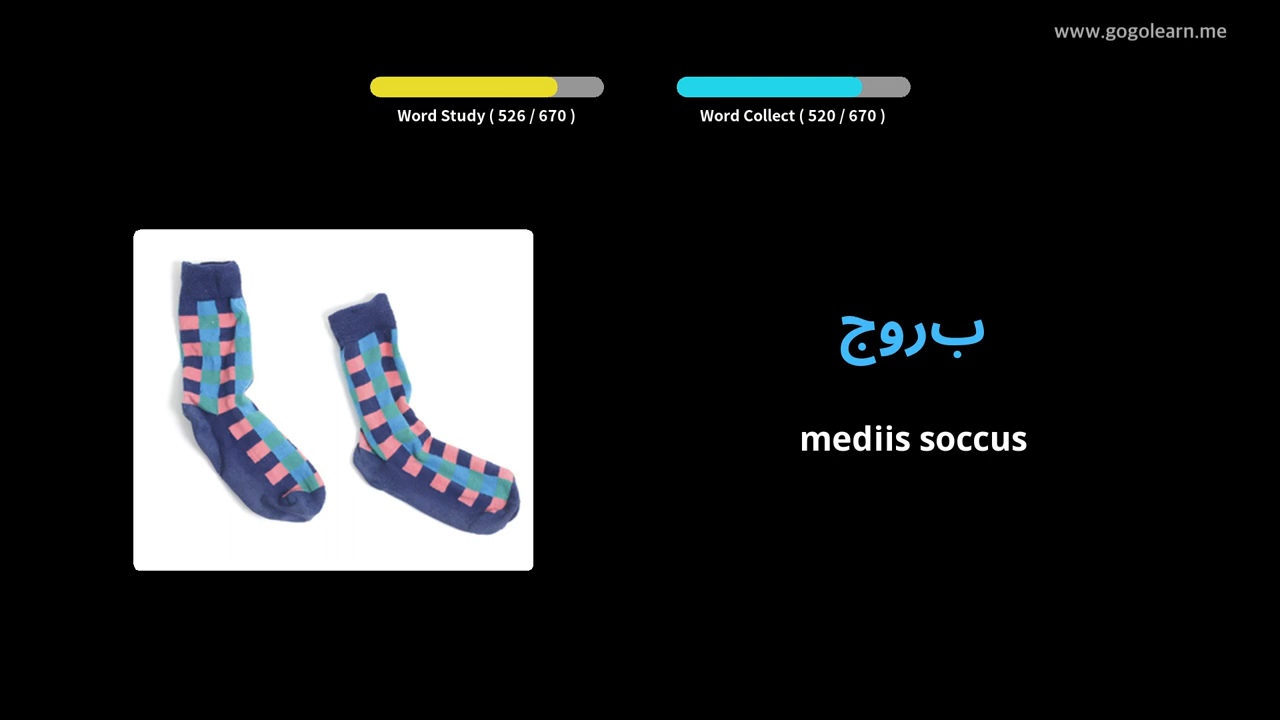 www.gogolearn.me
Word Study ( 526 / 670 )
Word Collect ( 520 / 670 )
ب‌روج
mediis soccus